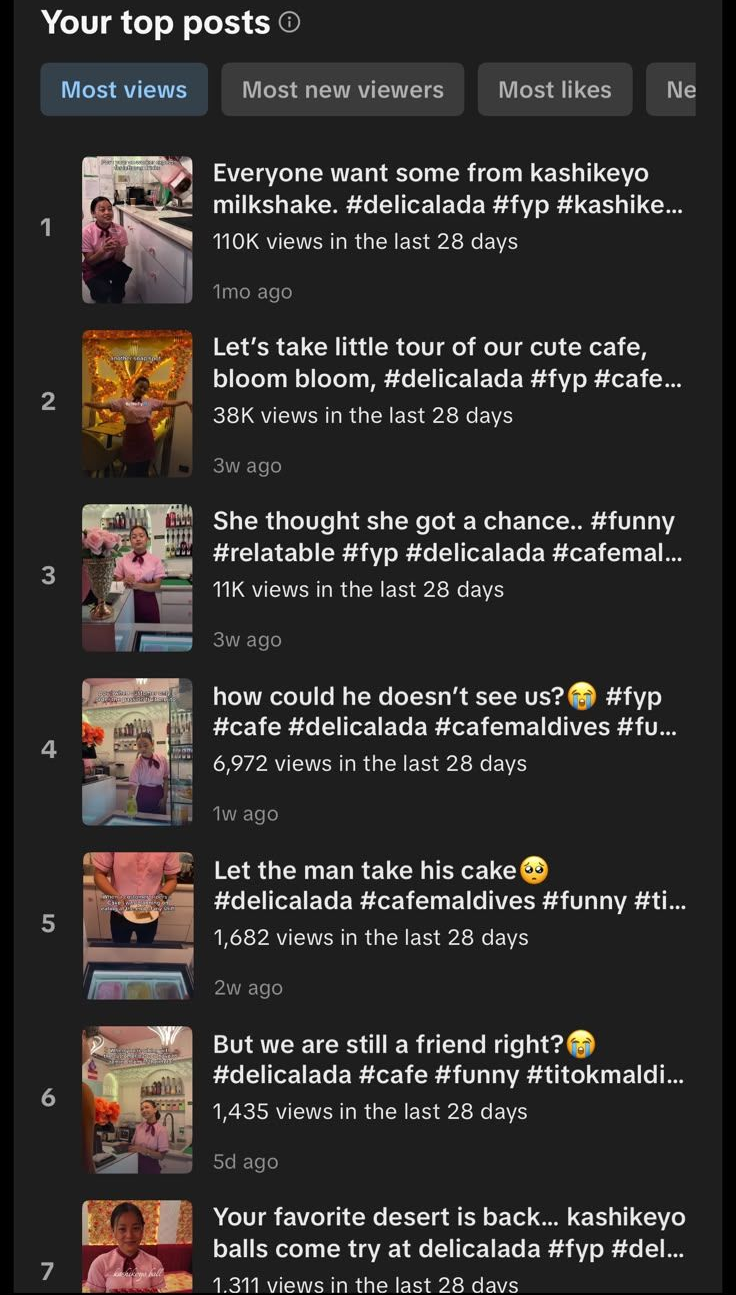 Your top posts
Most views
Most new viewers
Most likes
Ne
1
Everyone want some from kashikeyo
milkshake. #delicalada #fyp #kashike...
110K views in the last 28 days
1mo ago
2
another snap spot
Let’s take little tour of our cute cafe,
bloom bloom, #delicalada #fyp #cafe...
38K views in the last 28 days
3w ago
3
She thought she got a chance.. #funny
#relatable #fyp #delicalada #cafemal...
11K views in the last 28 days
3w ago
4
how could he doesn’t see us?😭 #fyp
#cafe #delicalada #cafemaldives #fu...
6,972 views in the last 28 days
1w ago
5
Let the man take his cake🥺
#delicalada #cafemaldives #funny #ti...
1,682 views in the last 28 days
2w ago
6
But we are still a friend right?😭
#delicalada #cafe #funny #titokmaldi...
1,435 views in the last 28 days
5d ago
7
kashikeyo ball
Your favorite desert is back... kashikeyo
balls come try at delicalada #fyp #del...
1,311 views in the last 28 days